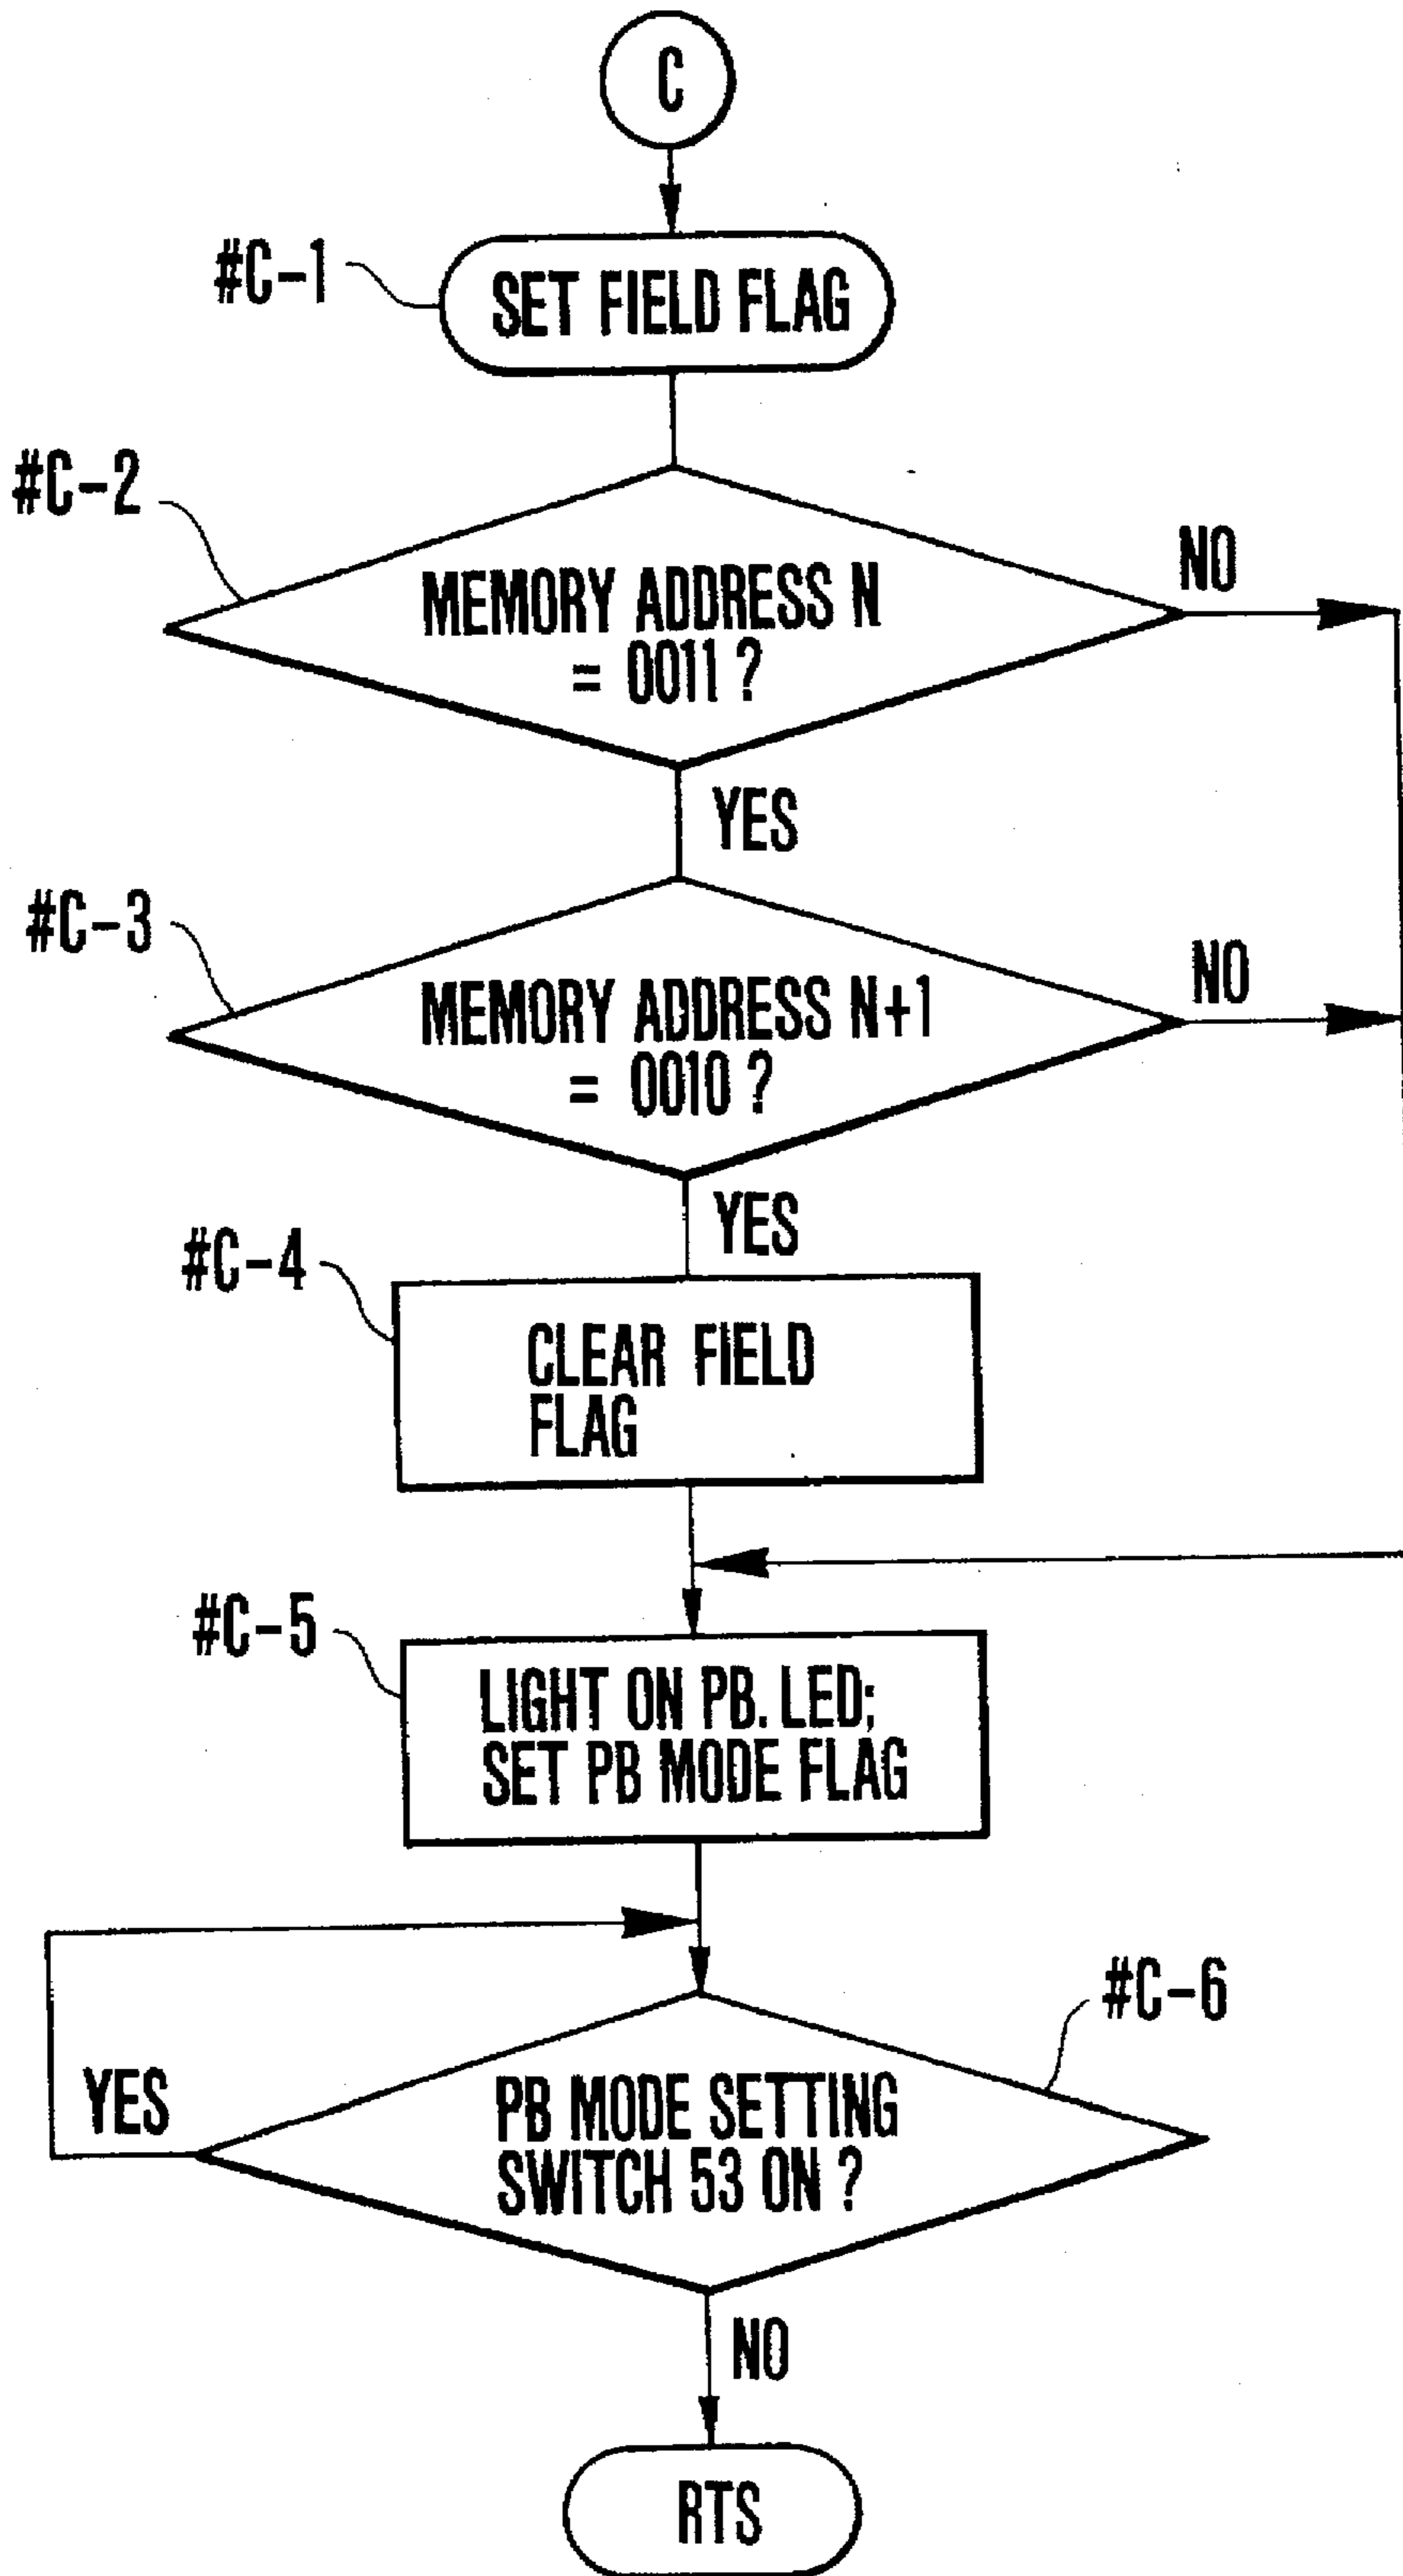 C
#C-1
SET FIELD FLAG
#C-2
MEMORY ADDRESS N
= 0011 ?
NO
YES
#C-3
MEMORY ADDRESS N+1
= 0010 ?
NO
YES
#C-4
CLEAR FIELD
FLAG
#C-5
LIGHT ON PB. LED;
SET PB MODE FLAG
#C-6
YES
PB MODE SETTING
SWITCH 53 ON ?
NO
RTS